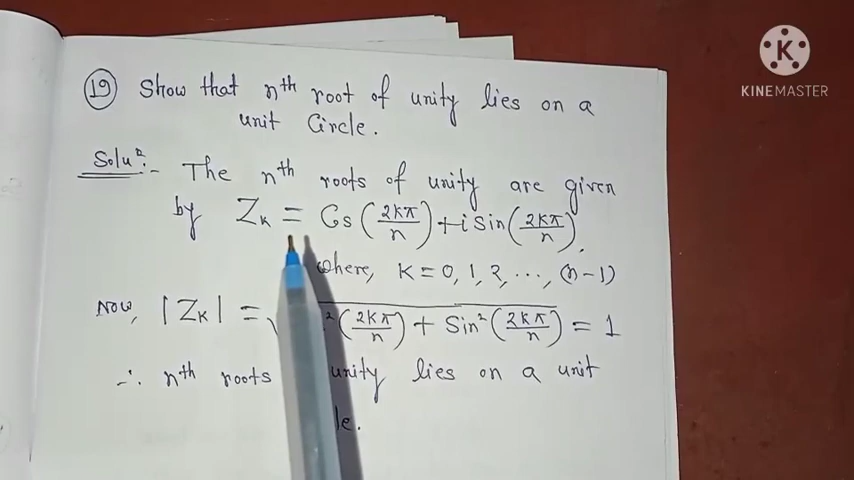 (19) Show that nth root of unity lies on a
unit Circle.
Soluⁿ:- The nth roots of unity are given
by Zk = Cos(2kπ/n) + i Sin(2kπ/n).
where, K = 0, 1, 2, ..., (n-1)
Now, |Zk| = √ ² (2kπ/n) + Sin² (2kπ/n) = 1
∴ nth roots unity lies on a unit
le.
KINEMASTER